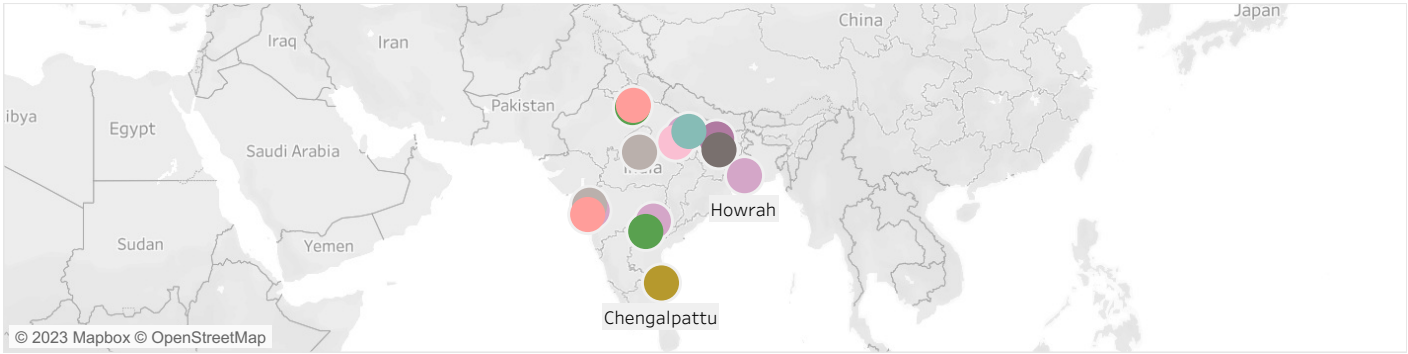 Japan
China
Iraq
Iran
Pakistan
ibya
Egypt
Saudi Arabia
India
Howrah
Sudan
Yemen
Chengalpattu
© 2023 Mapbox © OpenStreetMap